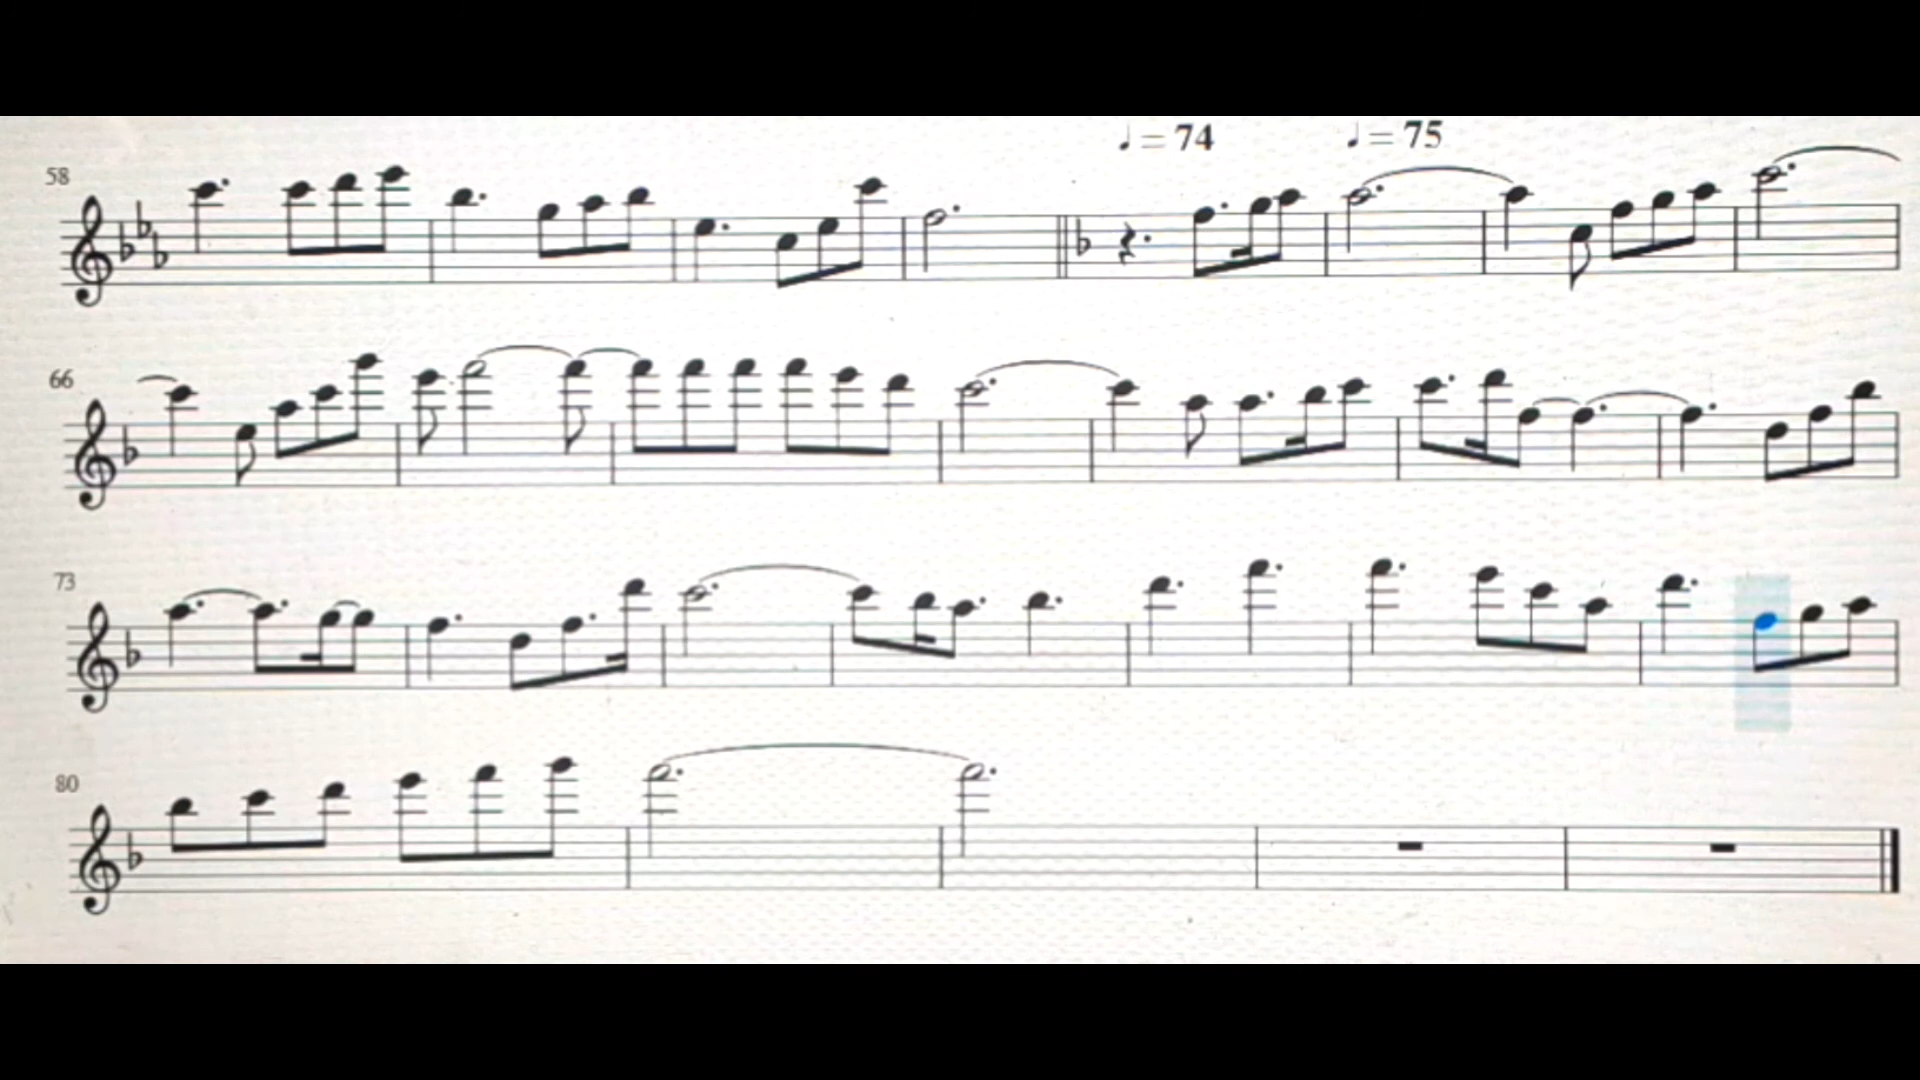 ♩ = 74 ♩ = 75
58
66
73
80